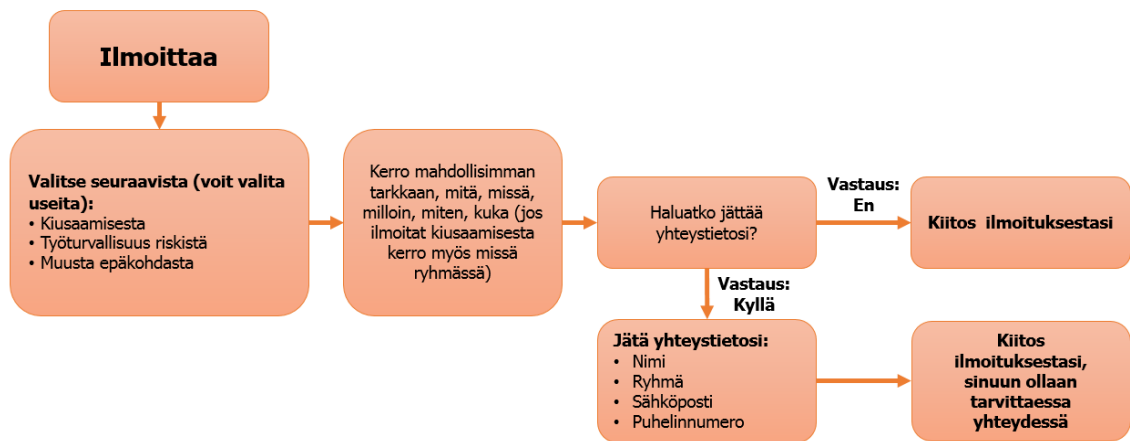 Ilmoittaa
Valitse seuraavista (voit valita
useita):
• Kiusaamisesta
• Työturvallisuus riskistä
• Muusta epäkohdasta
Kerro mahdollisimman
tarkkaan, mitä, missä,
milloin, miten, kuka (jos
ilmoitat kiusaamisesta
kerro myös missä
ryhmässä)
Haluatko jättää
yhteystietosi?
Vastaus:
En
Kiitos ilmoituksestasi
Vastaus:
Kyllä
Jätä yhteystietosi:
• Nimi
• Ryhmä
• Sähköposti
• Puhelinnumero
Kiitos
ilmoituksestasi,
sinuun ollaan
tarvittaessa
yhteydessä